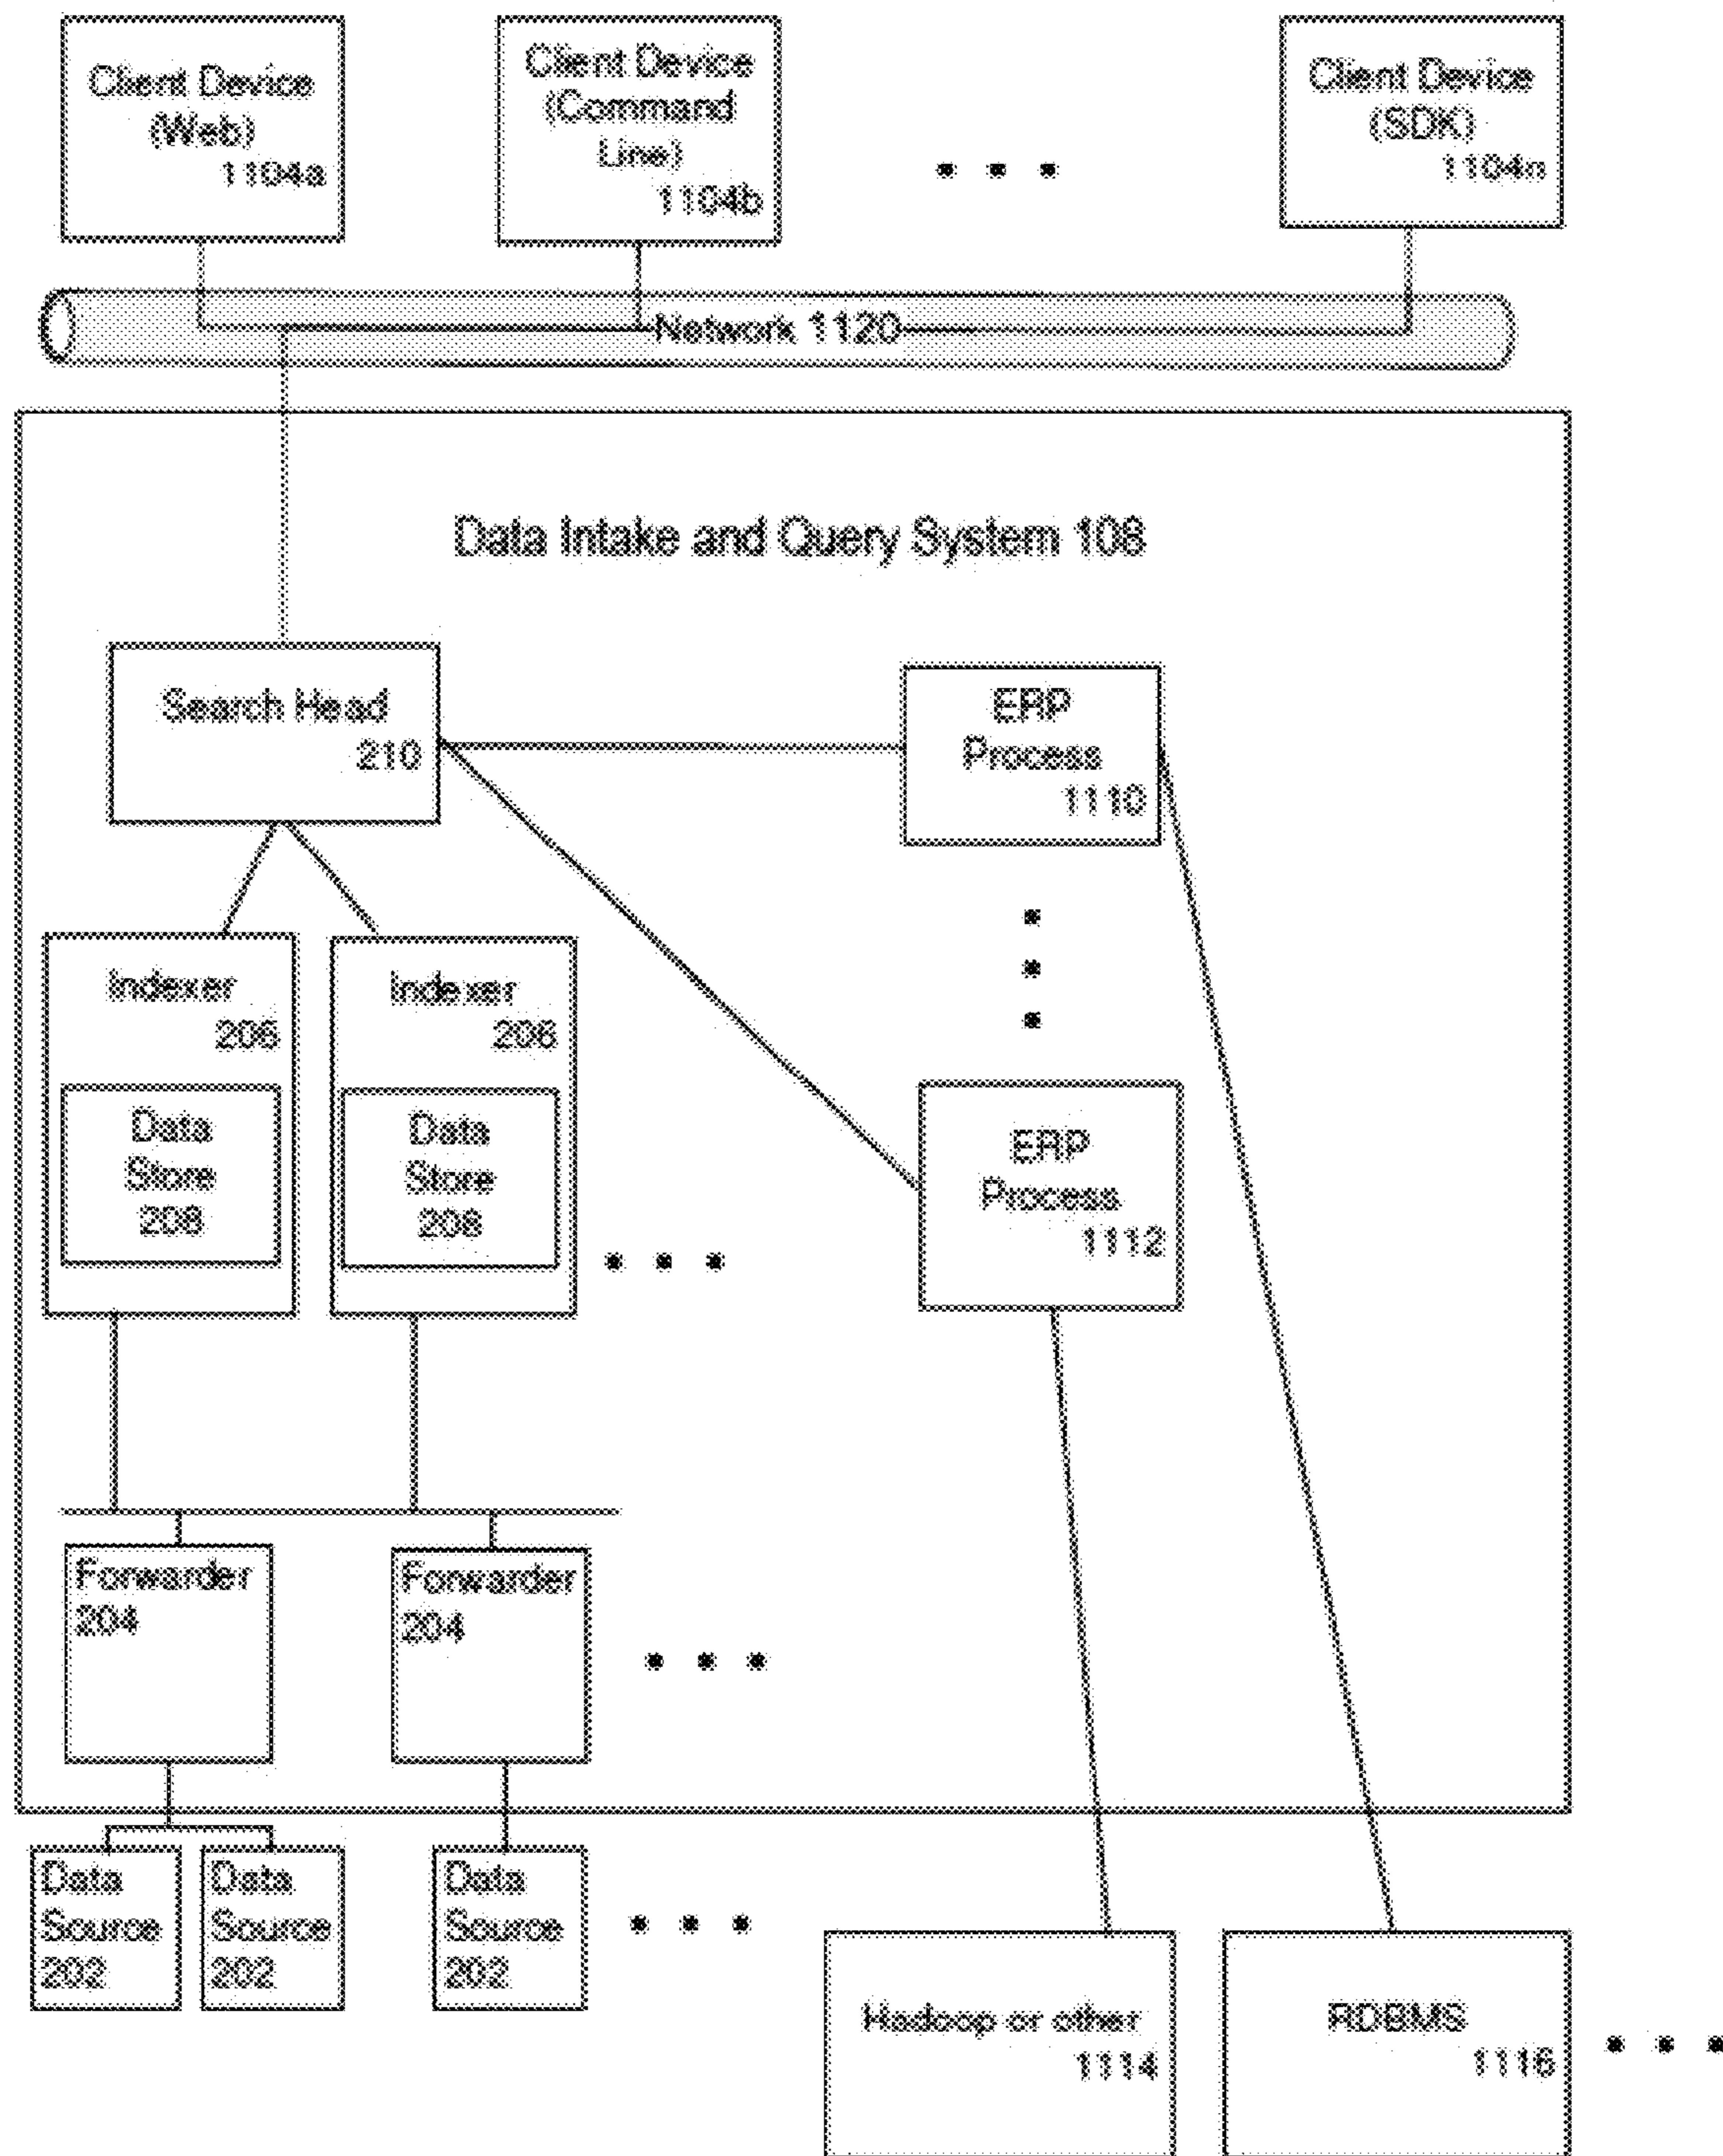 Client Device
(Web)
1104a
Client Device
(Command
Line)
1104b
Client Device
(SDK)
1104n
Network 1120
Data Intake and Query System 108
Search Head
210
ERP
Process
1110
Indexer
206
Data
Store
208
Indexer
206
Data
Store
208
ERP
Process
1112
Forwarder
204
Forwarder
204
Data
Source
202
Data
Source
202
Data
Source
202
Hadoop or other
1114
RDBMS
1116